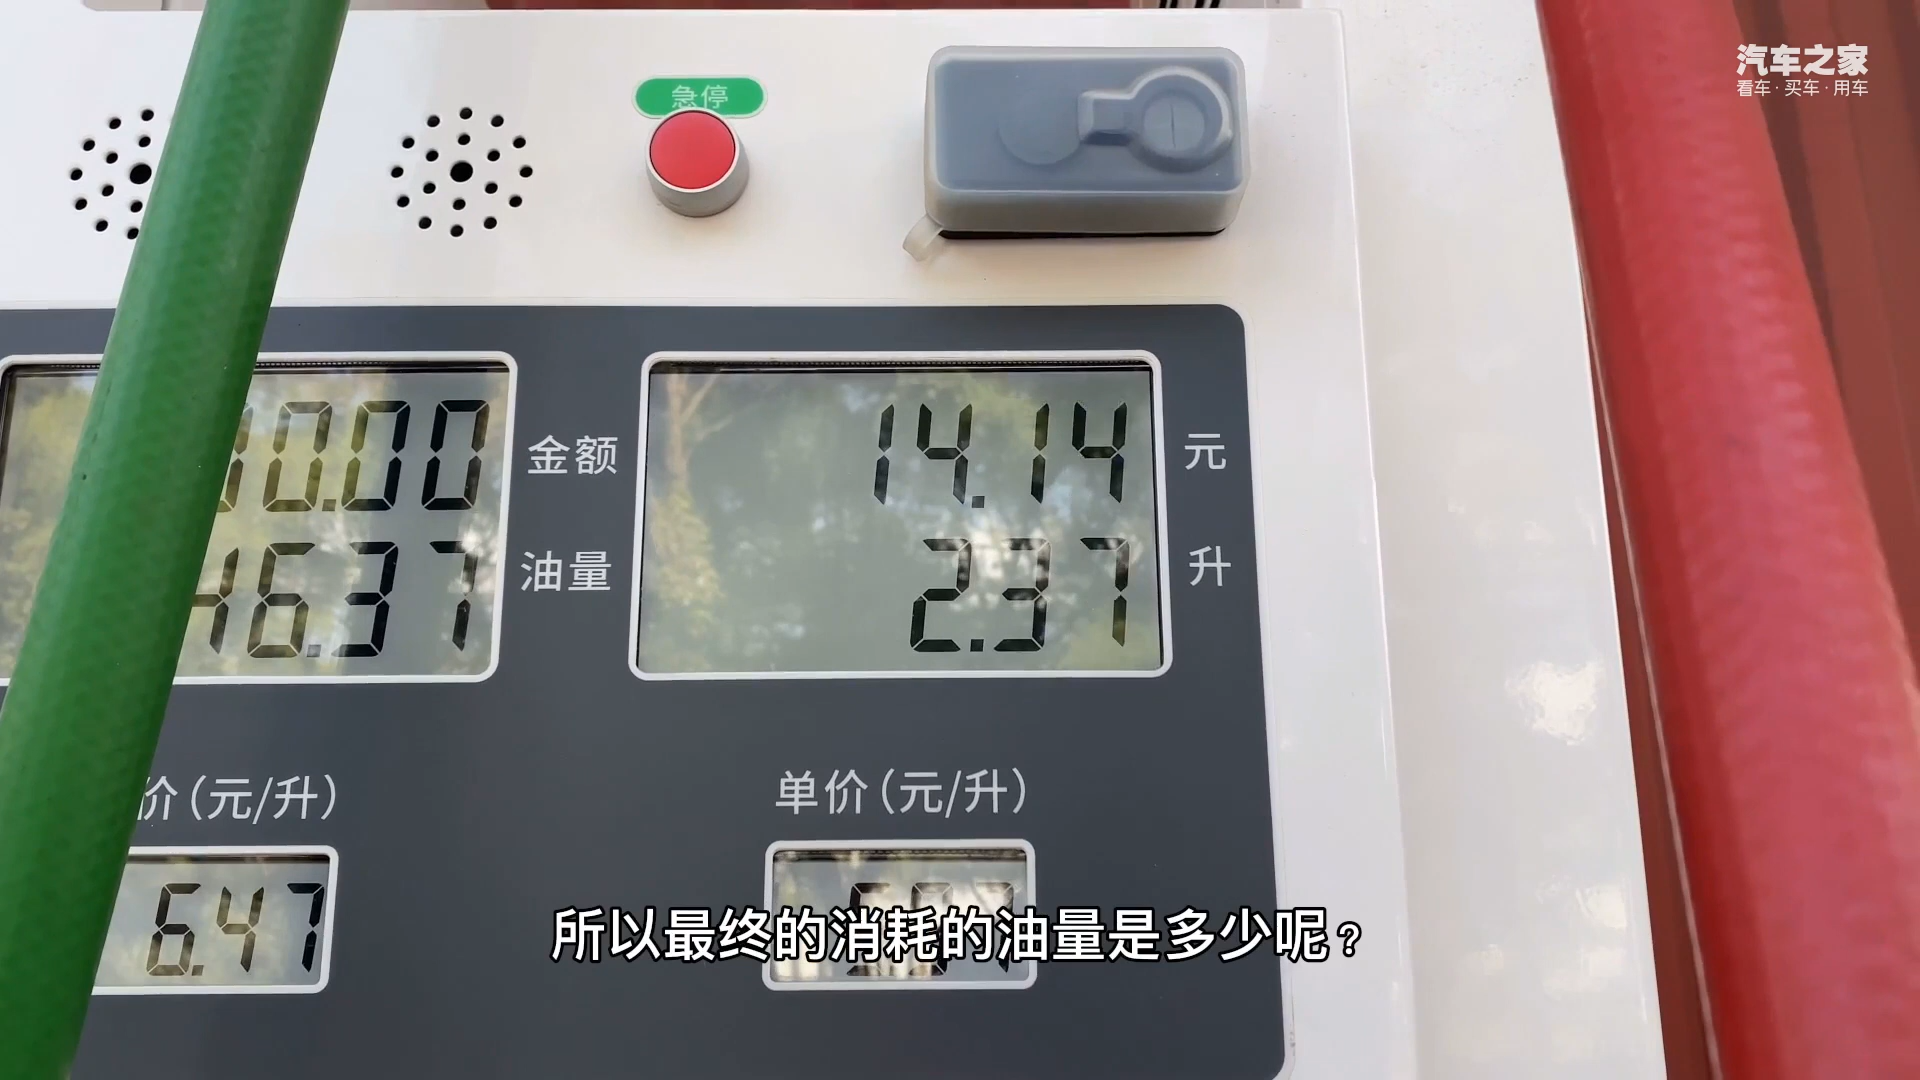 汽车之家
看车·买车·用车
急停
0.00
金额
14.14
元
46.37
油量
2.37
升
价(元/升)
单价(元/升)
6.47
所以最终的消耗的油量是多少呢?